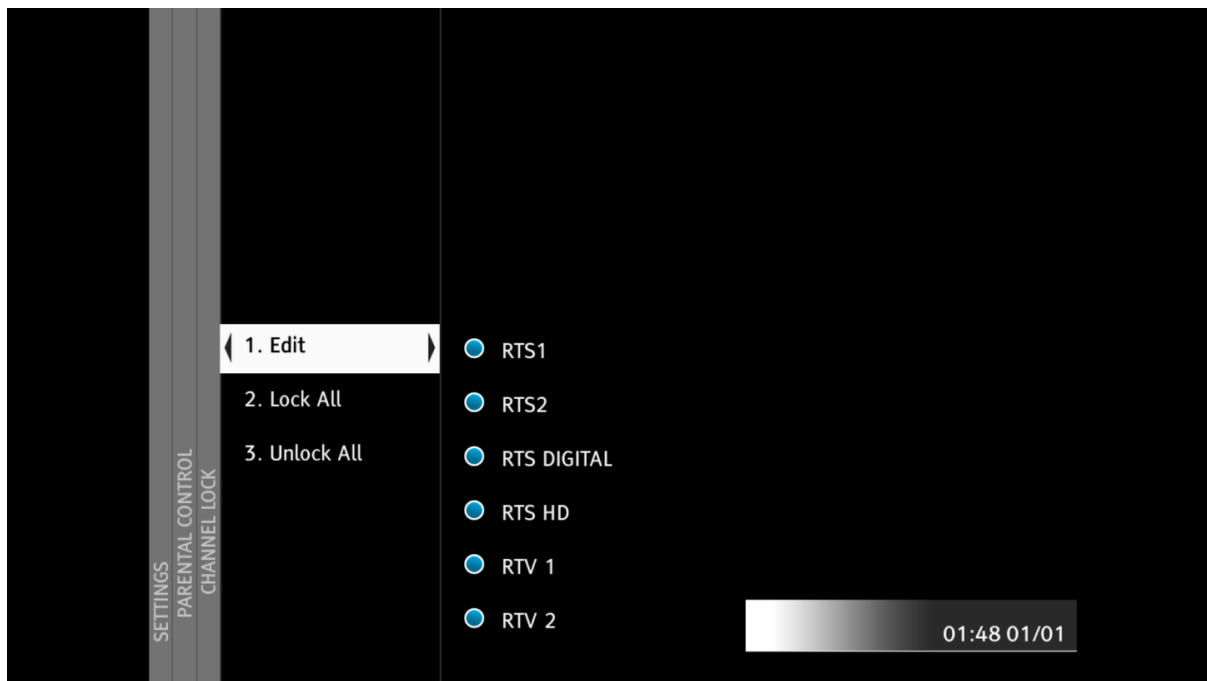 SETTINGS
PARENTAL CONTROL
CHANNEL LOCK
1. Edit
2. Lock All
3. Unlock All
RTS1
RTS2
RTS DIGITAL
RTS HD
RTV 1
RTV 2
01:48 01/01